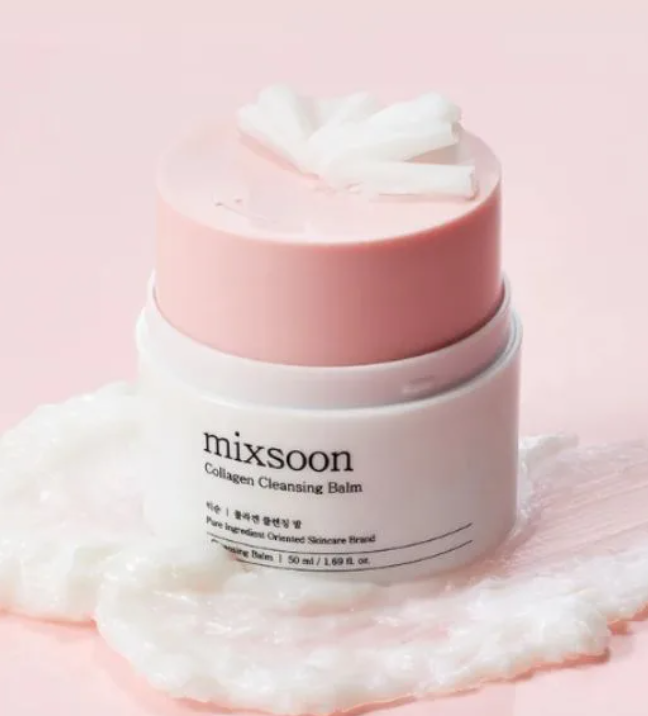 mixsoon
Collagen Cleansing Balm
믹순 | 콜라겐 클렌징 밤
Pure Ingredient Oriented Skincare Brand
Cleansing Balm | 50 ml / 1.69 fl. oz.